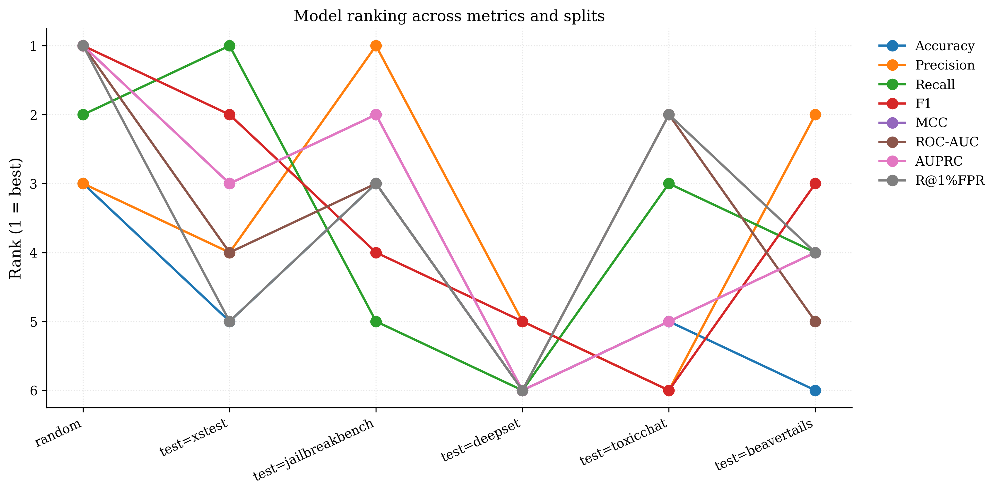 Model ranking across metrics and splits
Rank (1 = best)
1
2
3
4
5
6
random
test=xstest
test=jailbreakbench
test=deepset
test=toxicchat
test=beavertails
Accuracy
Precision
Recall
F1
MCC
ROC-AUC
AUPRC
R@1%FPR